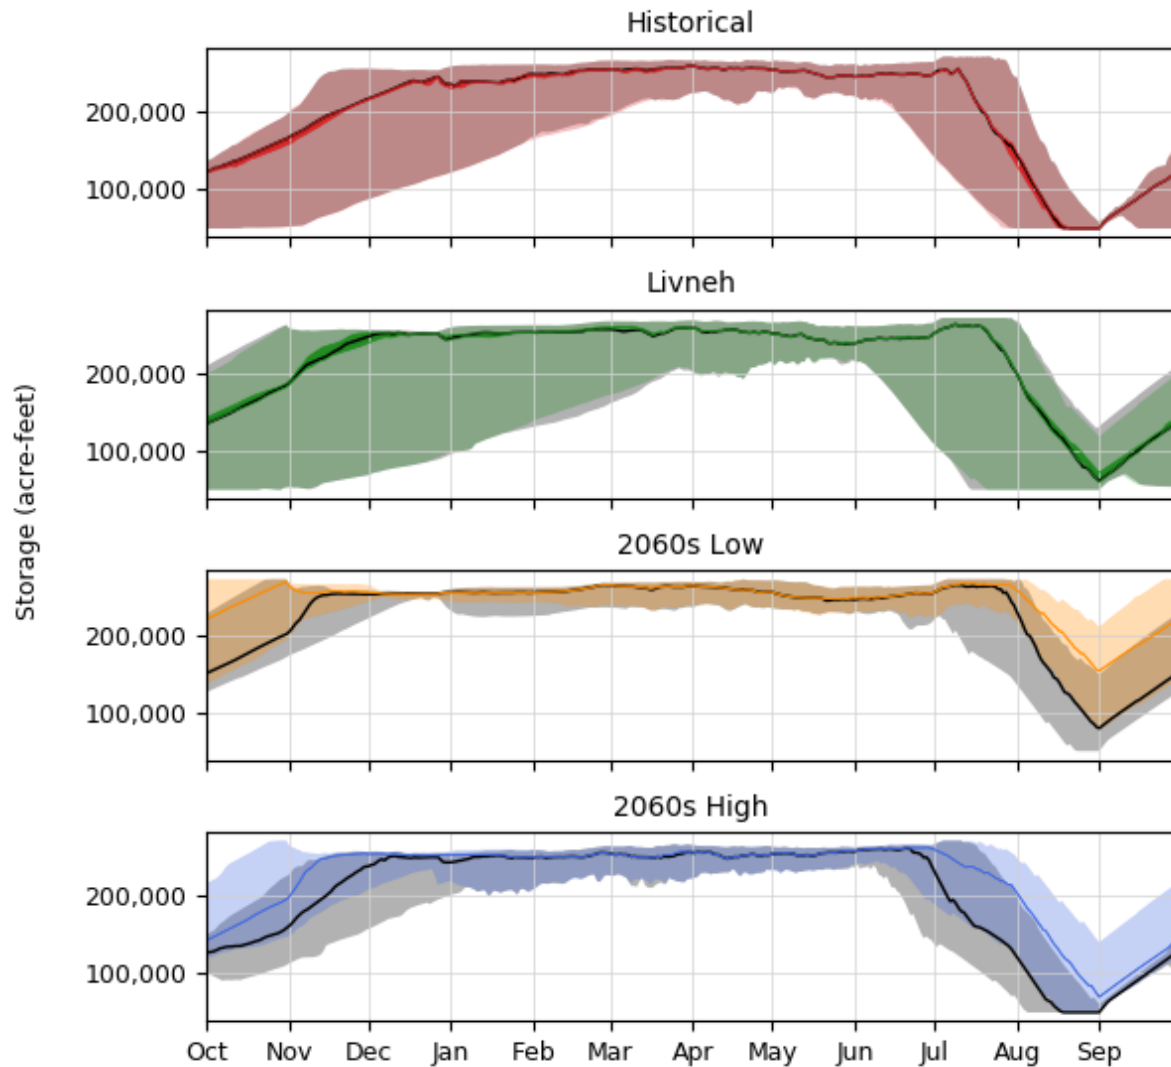 Historical
200,000
100,000
Livneh
200,000
100,000
Storage (acre-feet)
2060s Low
200,000
100,000
2060s High
200,000
100,000
Oct Nov Dec Jan Feb Mar Apr May Jun Jul Aug Sep